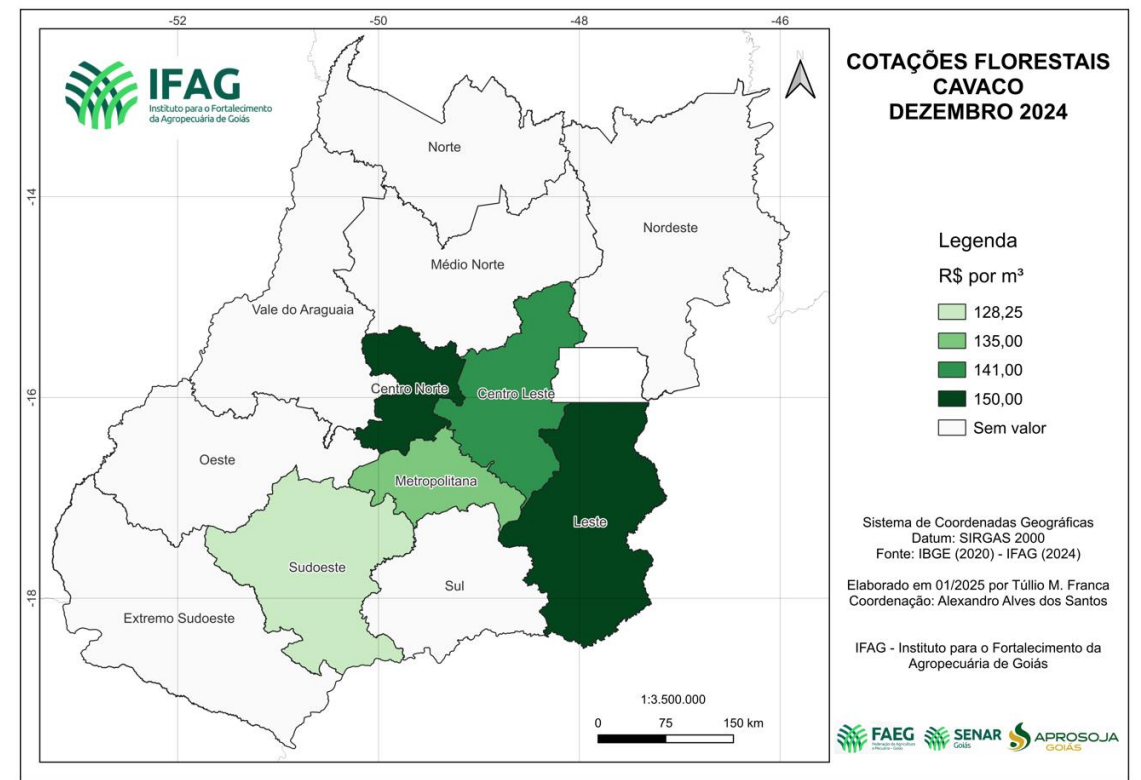 -52
-50
-48
-46
-14
-16
-18
IFAG
Instituto para o Fortalecimento
da Agropecuária de Goiás
N
Norte
Nordeste
Médio Norte
Vale do Araguaia
Centro Norte
Centro Leste
Oeste
Metropolitana
Leste
Sudoeste
Sul
Extremo Sudoeste
1:3.500.000
0 75 150 km
COTAÇÕES FLORESTAIS
CAVACO
DEZEMBRO 2024
Legenda
R$ por m³
128,25
135,00
141,00
150,00
Sem valor
Sistema de Coordenadas Geográficas
Datum: SIRGAS 2000
Fonte: IBGE (2020) - IFAG (2024)
Elaborado em 01/2025 por Túllio M. Franca
Coordenação: Alexandro Alves dos Santos
IFAG - Instituto para o Fortalecimento da
Agropecuária de Goiás
FAEG
SENAR
Goiás
APROSOJA
GOIÁS